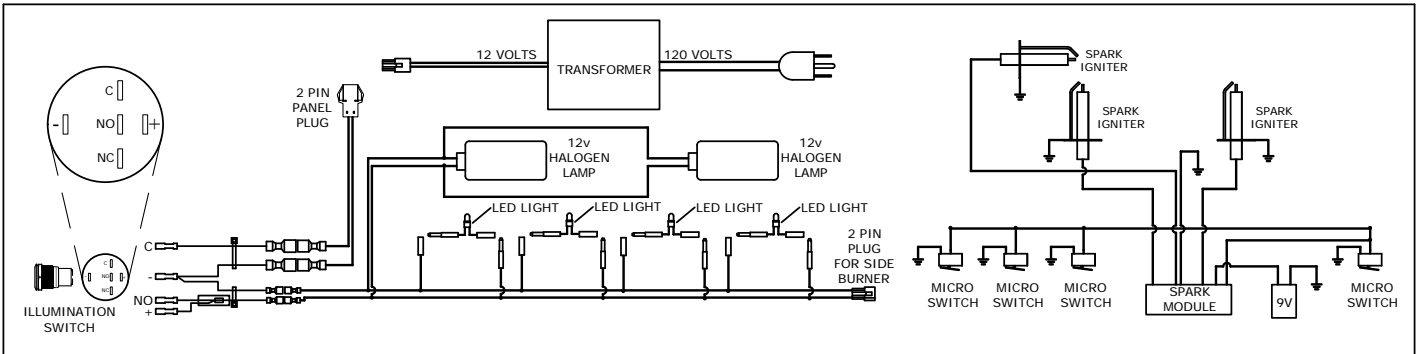 C
-
NO
+
NC
C
-
NO
+
C
NO
NC
ILLUMINATION
SWITCH
2 PIN
PANEL
PLUG
12 VOLTS
TRANSFORMER
120 VOLTS
12v
HALOGEN
LAMP
12v
HALOGEN
LAMP
LED LIGHT
LED LIGHT
LED LIGHT
LED LIGHT
2 PIN
PLUG
FOR SIDE
BURNER
SPARK
IGNITER
SPARK
IGNITER
SPARK
IGNITER
MICRO
SWITCH
MICRO
SWITCH
MICRO
SWITCH
SPARK
MODULE
9V
MICRO
SWITCH